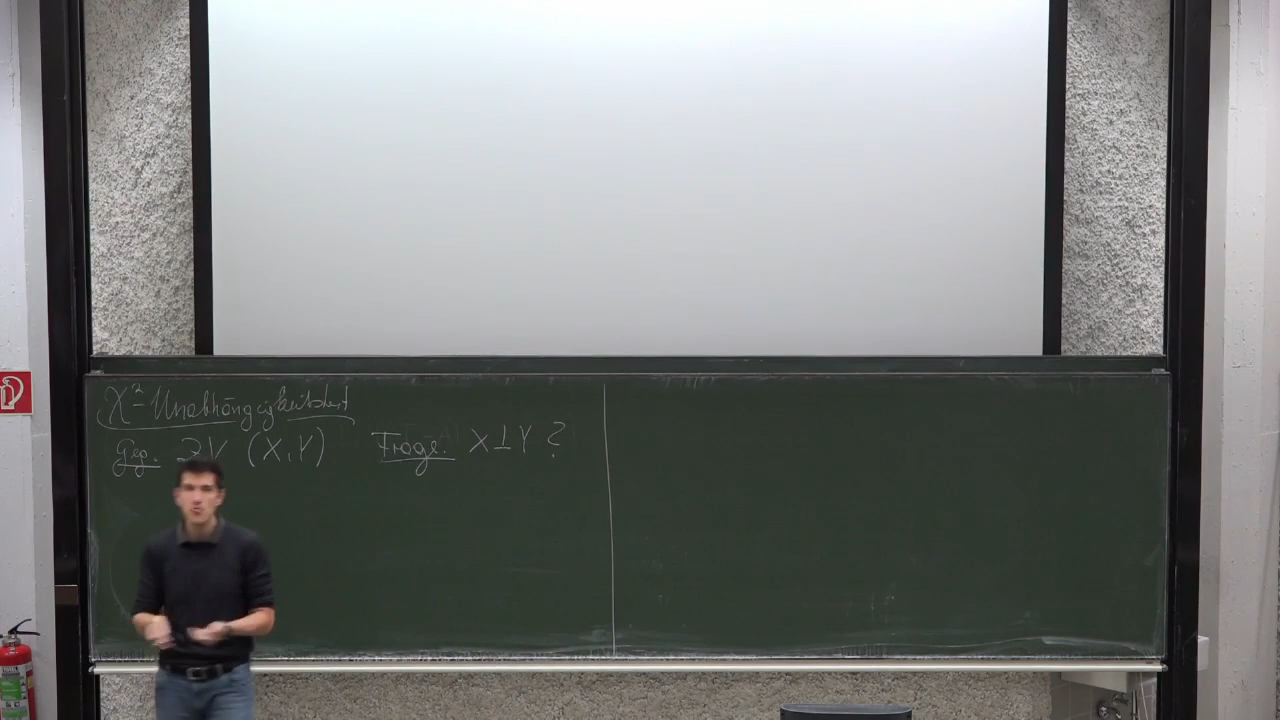 χ²-Unabhängigkeitstest
Geg. ZV (X,Y) Frage: X⊥Y?